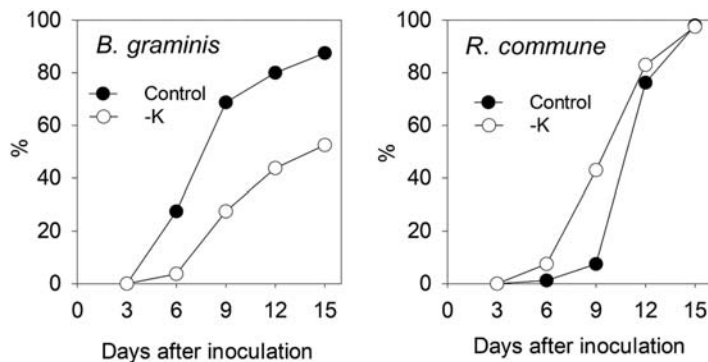 B. graminis
Control
-K
%
100
80
60
40
20
0
0 3 6 9 12 15
Days after inoculation
R. commune
Control
-K
%
100
80
60
40
20
0
0 3 6 9 12 15
Days after inoculation